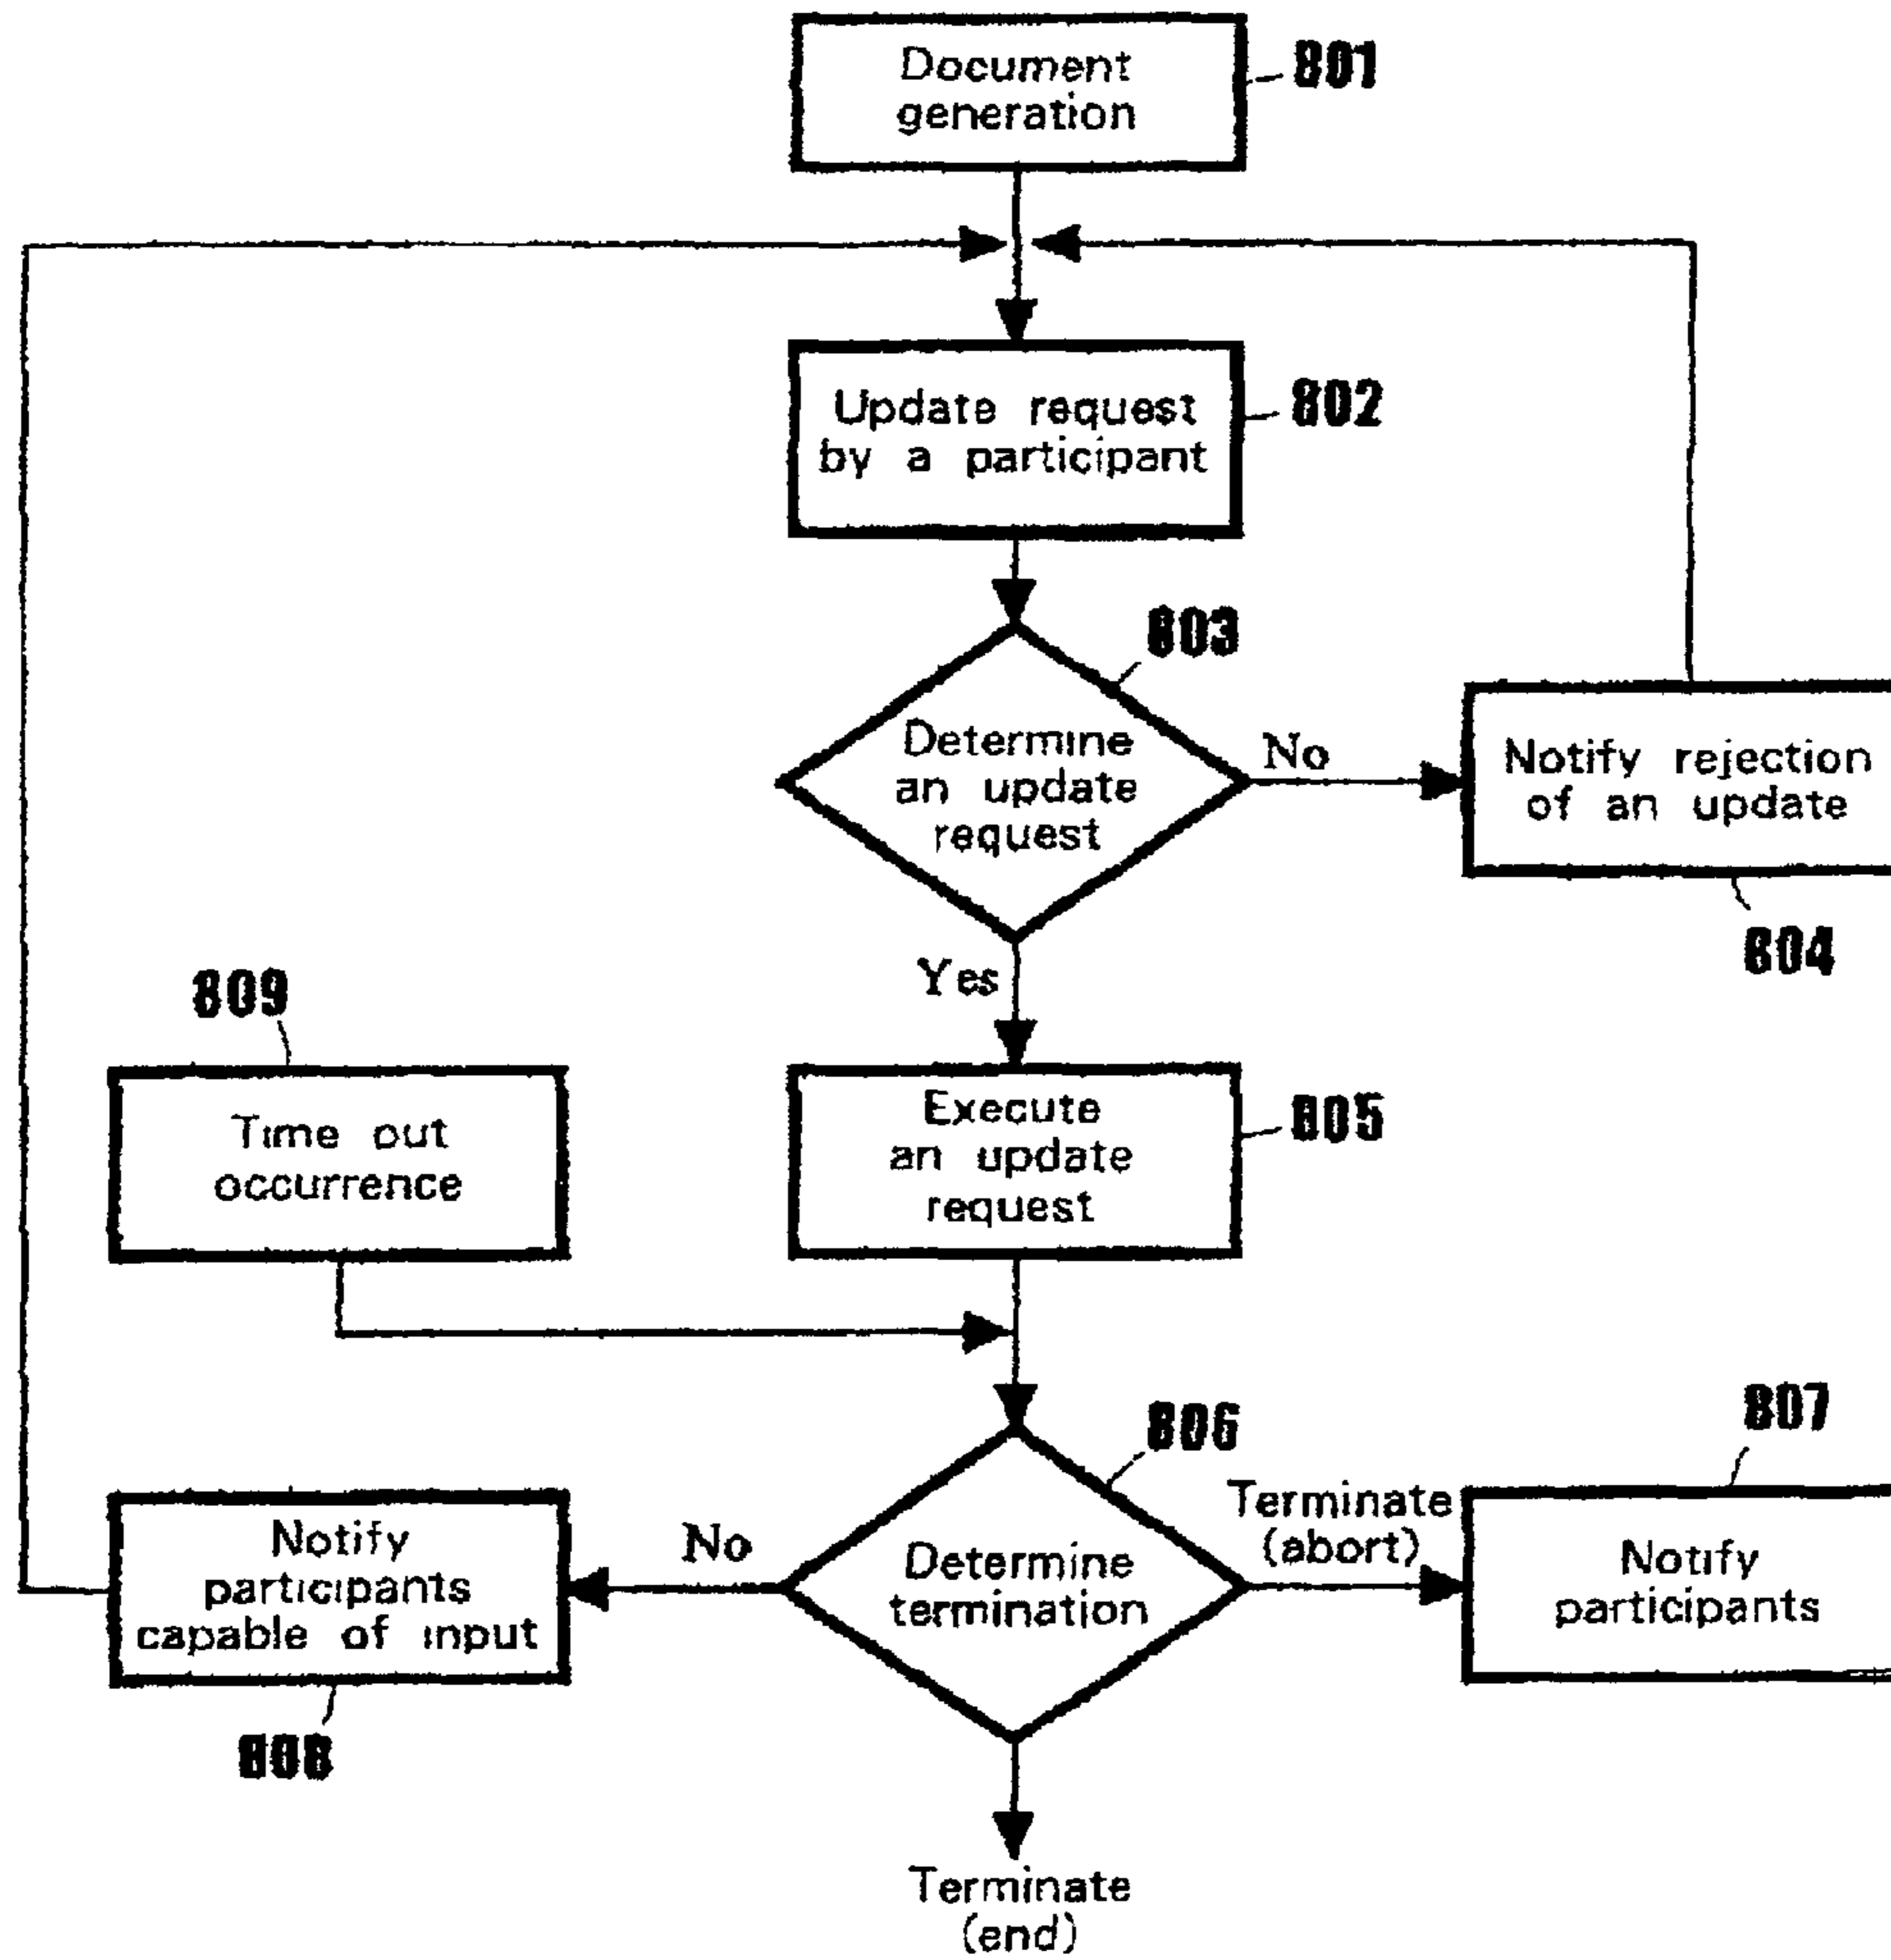 Document
generation
801
Update request
by a participant
802
803
Determine
an update
request
No
Notify rejection
of an update
804
Yes
809
Time out
occurrence
Execute
an update
request
805
806
807
Terminate
(abort)
Notify
participants
No
Determine
termination
Notify
participants
capable of input
808
Terminate
(end)